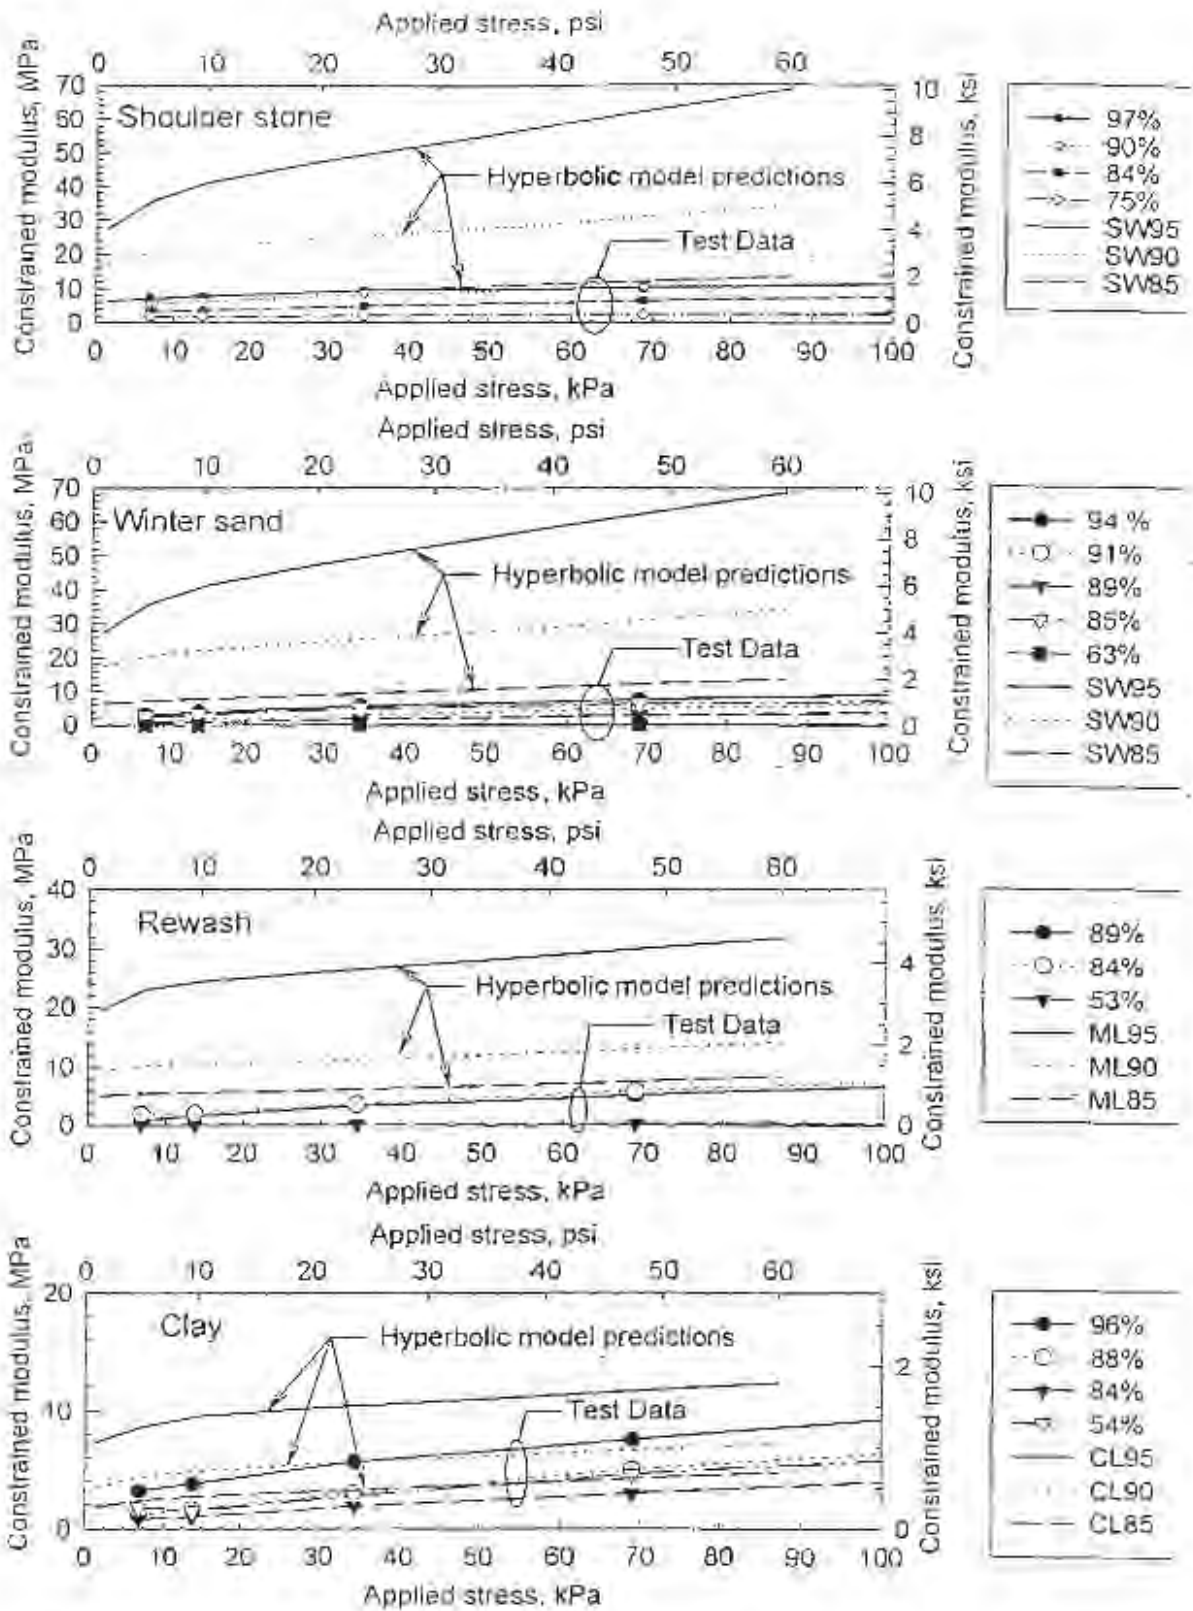 Applied stress, psi
0 10 20 30 40 50 60
Constrained modulus, MPa
70
60
50
40
30
20
10
0
Shoulder stone
Hyperbolic model predictions
Test Data
10
8
6
4
2
0
Constrained modulus, ksi
0 10 20 30 40 50 60 70 80 90 100
Applied stress, kPa
97%
90%
84%
75%
SW95
SW90
SW85
Applied stress, psi
0 10 20 30 40 50 60
Constrained modulus, MPa
70
60
50
40
30
20
10
0
Winter sand
Hyperbolic model predictions
Test Data
10
8
6
4
2
0
Constrained modulus, ksi
0 10 20 30 40 50 60 70 80 90 100
Applied stress, kPa
94 %
91%
89%
85%
63%
SW95
SW90
SW85
Applied stress, psi
0 10 20 30 40 50 60
Constrained modulus, MPa
40
30
20
10
0
Rewash
Hyperbolic model predictions
Test Data
4
2
0
Constrained modulus, ksi
0 10 20 30 40 50 60 70 80 90 100
Applied stress, kPa
89%
84%
53%
ML95
ML90
ML85
Applied stress, psi
0 10 20 30 40 50 60
Constrained modulus, MPa
20
10
0
Clay
Hyperbolic model predictions
Test Data
2
0
Constrained modulus, ksi
0 10 20 30 40 50 60 70 80 90 100
Applied stress, kPa
96%
88%
84%
54%
CL95
CL90
CL85